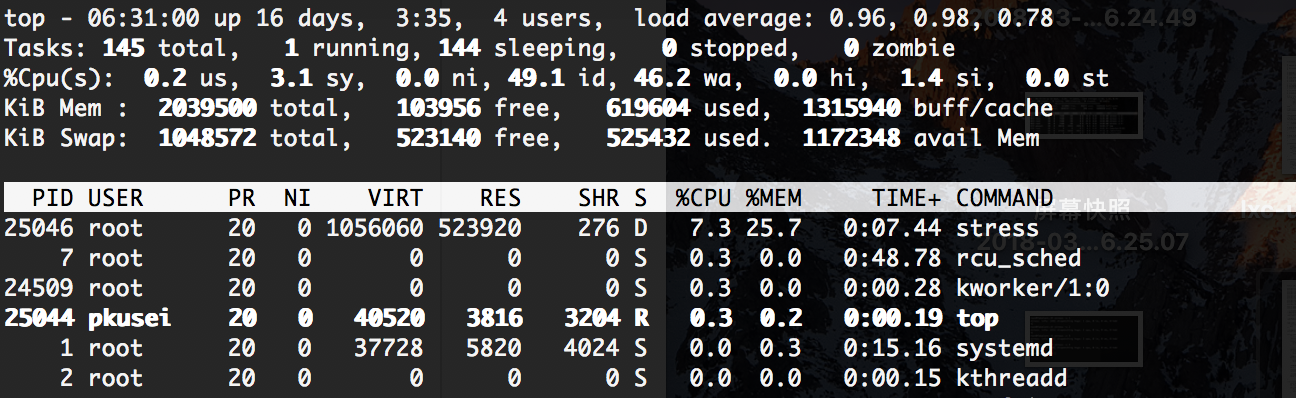 top - 06:31:00 up 16 days,  3:35,  4 users,  load average: 0.96, 0.98, 0.78
Tasks: 145 total,   1 running, 144 sleeping,   0 stopped,   0 zombie
%Cpu(s):  0.2 us,  3.1 sy,  0.0 ni, 49.1 id, 46.2 wa,  0.0 hi,  1.4 si,  0.0 st
KiB Mem :  2039500 total,   103956 free,   619604 used,  1315940 buff/cache
KiB Swap:  1048572 total,   523140 free,   525432 used.  1172348 avail Mem
  PID USER      PR  NI    VIRT    RES    SHR S  %CPU %MEM     TIME+ COMMAND
25046 root      20   0 1056060 523920    276 D   7.3 25.7   0:07.44 stress
    7 root      20   0       0      0      0 S   0.3  0.0   0:48.78 rcu_sched
24509 root      20   0       0      0      0 S   0.3  0.0   0:00.28 kworker/1:0
25044 pkusei    20   0   40520   3816   3204 R   0.3  0.2   0:00.19 top
    1 root      20   0   37728   5820   4024 S   0.0  0.3   0:15.16 systemd
    2 root      20   0       0      0      0 S   0.0  0.0   0:00.15 kthreadd
屏幕快照
2018-03...6.25.07